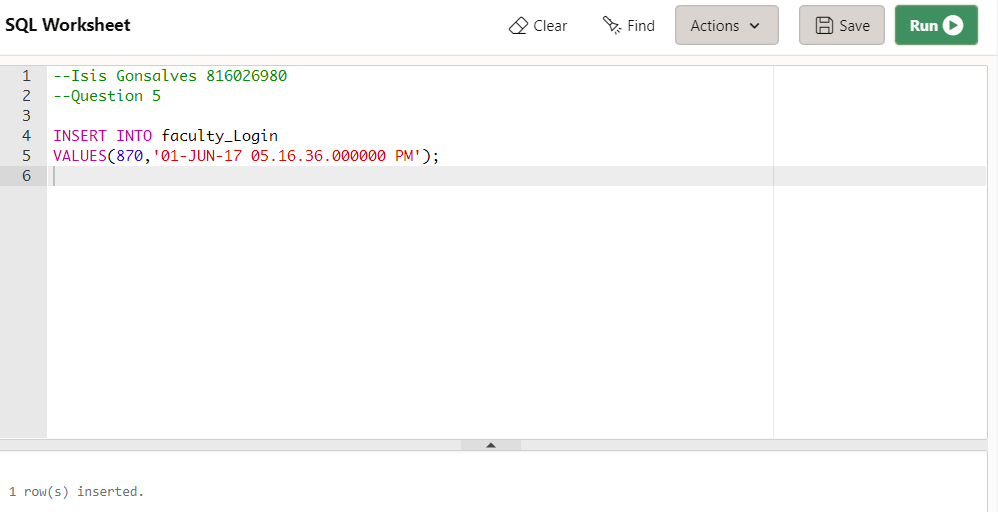 SQL Worksheet
Clear
Find
Actions
Save
Run
1 --Isis Gonsalves 816026980
2 --Question 5
3
4 INSERT INTO faculty_Login
5 VALUES(870,'01-JUN-17 05.16.36.000000 PM');
6
1 row(s) inserted.